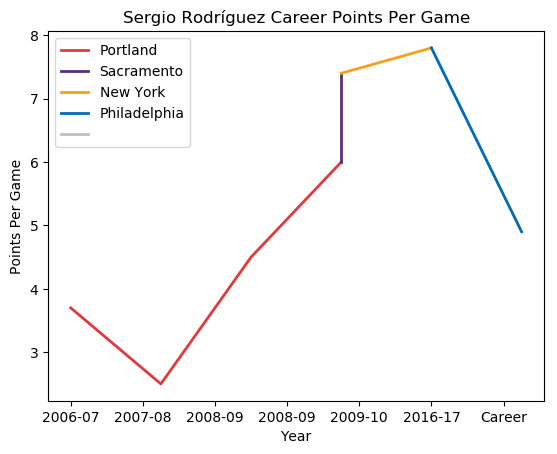 Sergio Rodríguez Career Points Per Game
8
7
6
5
4
3
Points Per Game
Portland
Sacramento
New York
Philadelphia
2006-07
2007-08
2008-09
2008-09
2009-10
2016-17
Career
Year